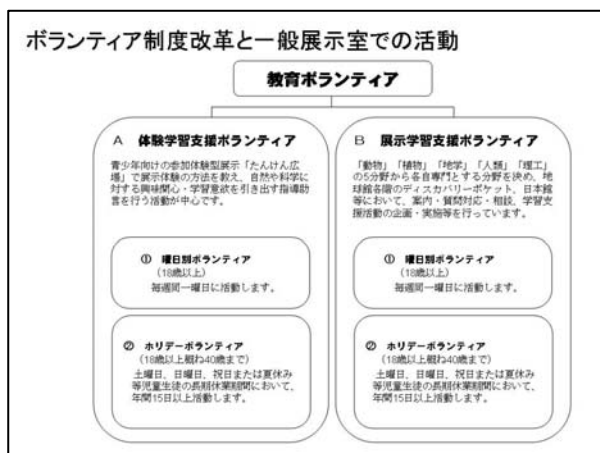 ボランティア制度改革と一般展示室での活動
教育ボランティア
A 体験学習支援ボランティア
青少年向けの参加体験型展示「たんけん広
場」で展示体験の方法を教え、自然や科学に
対する興味関心・学習意欲を引き出す指導助
言を行う活動が中心です。
① 曜日別ボランティア
(18歳以上)
毎週同一曜日に活動します。
② ホリデーボランティア
(18歳以上概ね40歳まで)
土曜日、日曜日、祝日または夏休み
等児童生徒の長期休業期間において、
年間15日以上活動します。
B 展示学習支援ボランティア
「動物」「植物」「地学」「人類」「理工」
の5分野から各自専門とする分野を決め、地
球館各階のディスカバリーポケット、日本館
等において、案内・質問対応・相談、学習支
援活動の企画・実施等を行っています。
① 曜日別ボランティア
(18歳以上)
毎週同一曜日に活動します。
② ホリデーボランティア
(18歳以上概ね40歳まで)
土曜日、日曜日、祝日または夏休み
等児童生徒の長期休業期間において、
年間15日以上活動します。